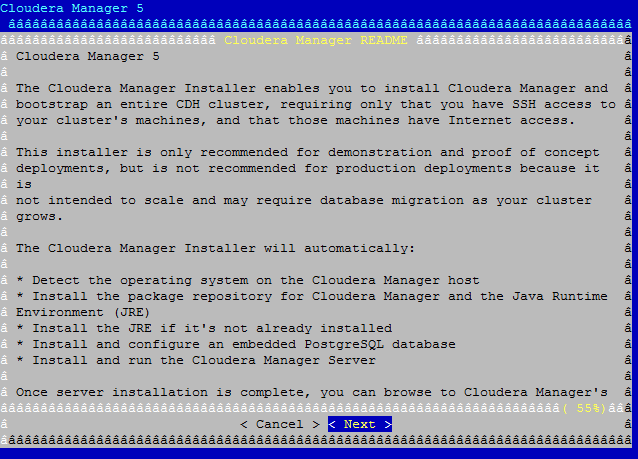 Cloudera Manager 5
Cloudera Manager README
Cloudera Manager 5
The Cloudera Manager Installer enables you to install Cloudera Manager and
bootstrap an entire CDH cluster, requiring only that you have SSH access to
your cluster's machines, and that those machines have Internet access.
This installer is only recommended for demonstration and proof of concept
deployments, but is not recommended for production deployments because it
is
not intended to scale and may require database migration as your cluster
grows.
The Cloudera Manager Installer will automatically:
* Detect the operating system on the Cloudera Manager host
* Install the package repository for Cloudera Manager and the Java Runtime
Environment (JRE)
* Install the JRE if it's not already installed
* Install and configure an embedded PostgreSQL database
* Install and run the Cloudera Manager Server
Once server installation is complete, you can browse to Cloudera Manager's
( 55%)
< Cancel > < Next >